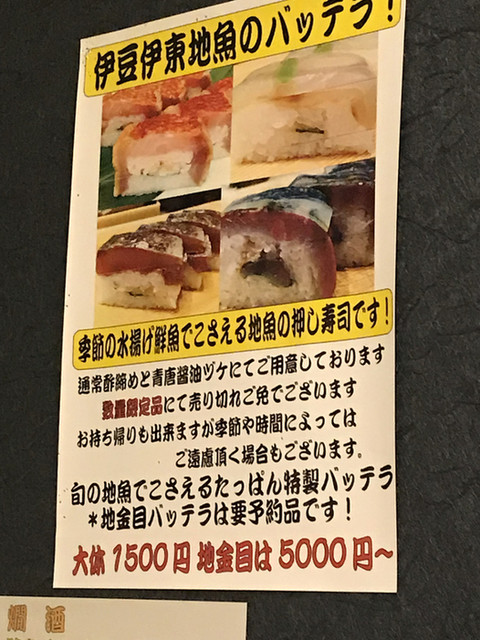 伊豆伊東地魚のバッテラ！
季節の水揚げ鮮魚でこさえる地魚の押し寿司です！
通常酢締めと青唐醤油ヅケにてご用意しております
数量限定品にて売り切れご免でございます
お持ち帰りも出来ますが季節や時間によっては
ご遠慮頂く場合もございます。
旬の地魚でこさえるたっぱん特製バッテラ
＊地金目バッテラは要予約品です！
大体1500円 地金目は5000円～
燗酒